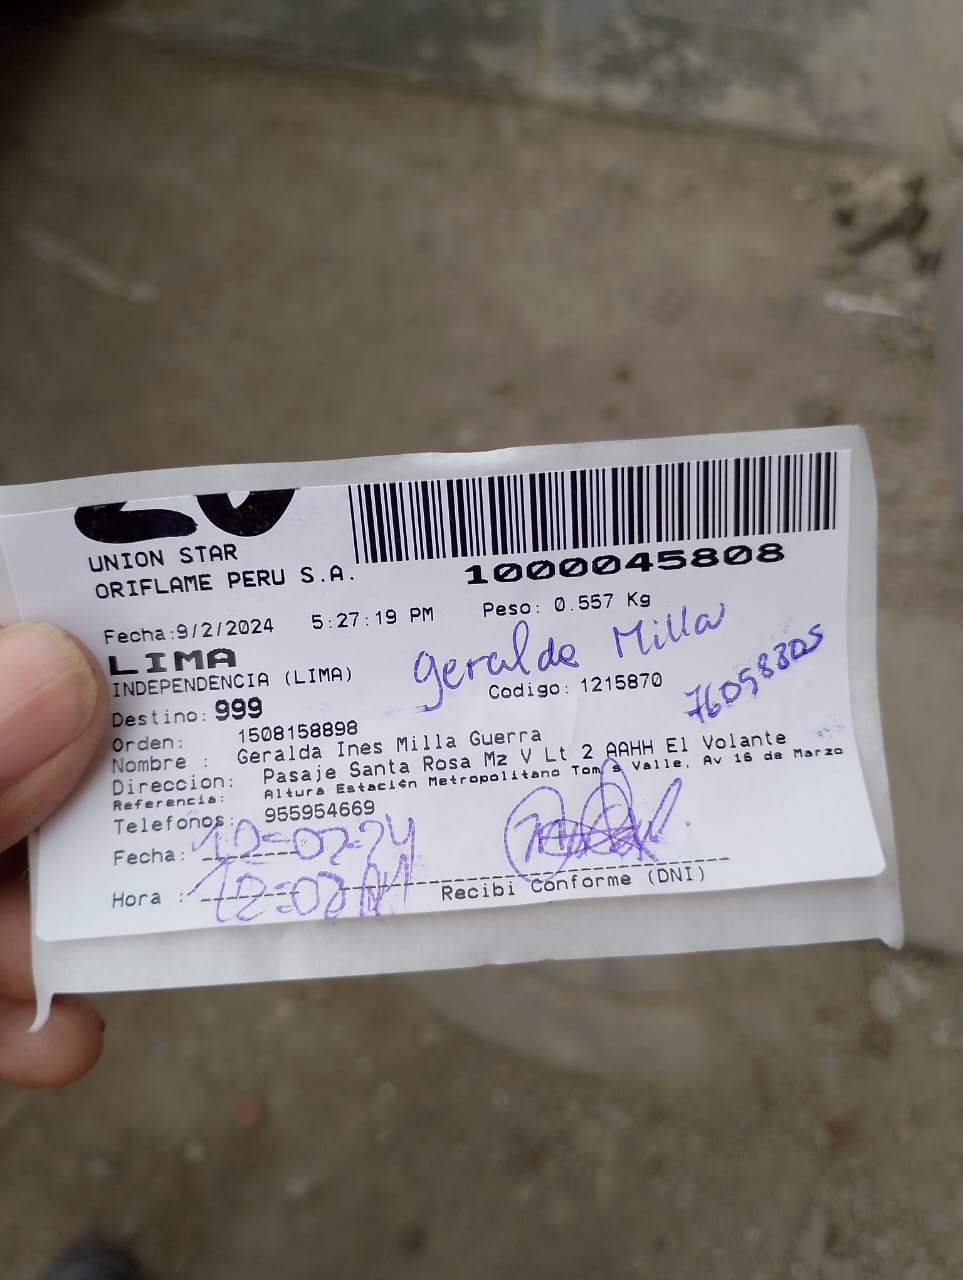 20
UNION STAR
ORIFLAME PERU S.A.
1000045808
Fecha:9/2/2024 5:27:19 PM Peso: 0.557 Kg
LIMA
INDEPENDENCIA (LIMA)
Geralde Milla
Codigo: 1215870
76058305
Destino: 999
Orden: 1508158898
Nombre : Geralda Ines Milla Guerra
Direccion: Pasaje Santa Rosa Mz V Lt 2 AAHH El Volante
Referencia: Altura Estación Metropolitano Valle, Av 16 de Marzo
Telefonos: 955954669
Fecha: 10-02-24
Hora :
Recibi Conforme (DNI)